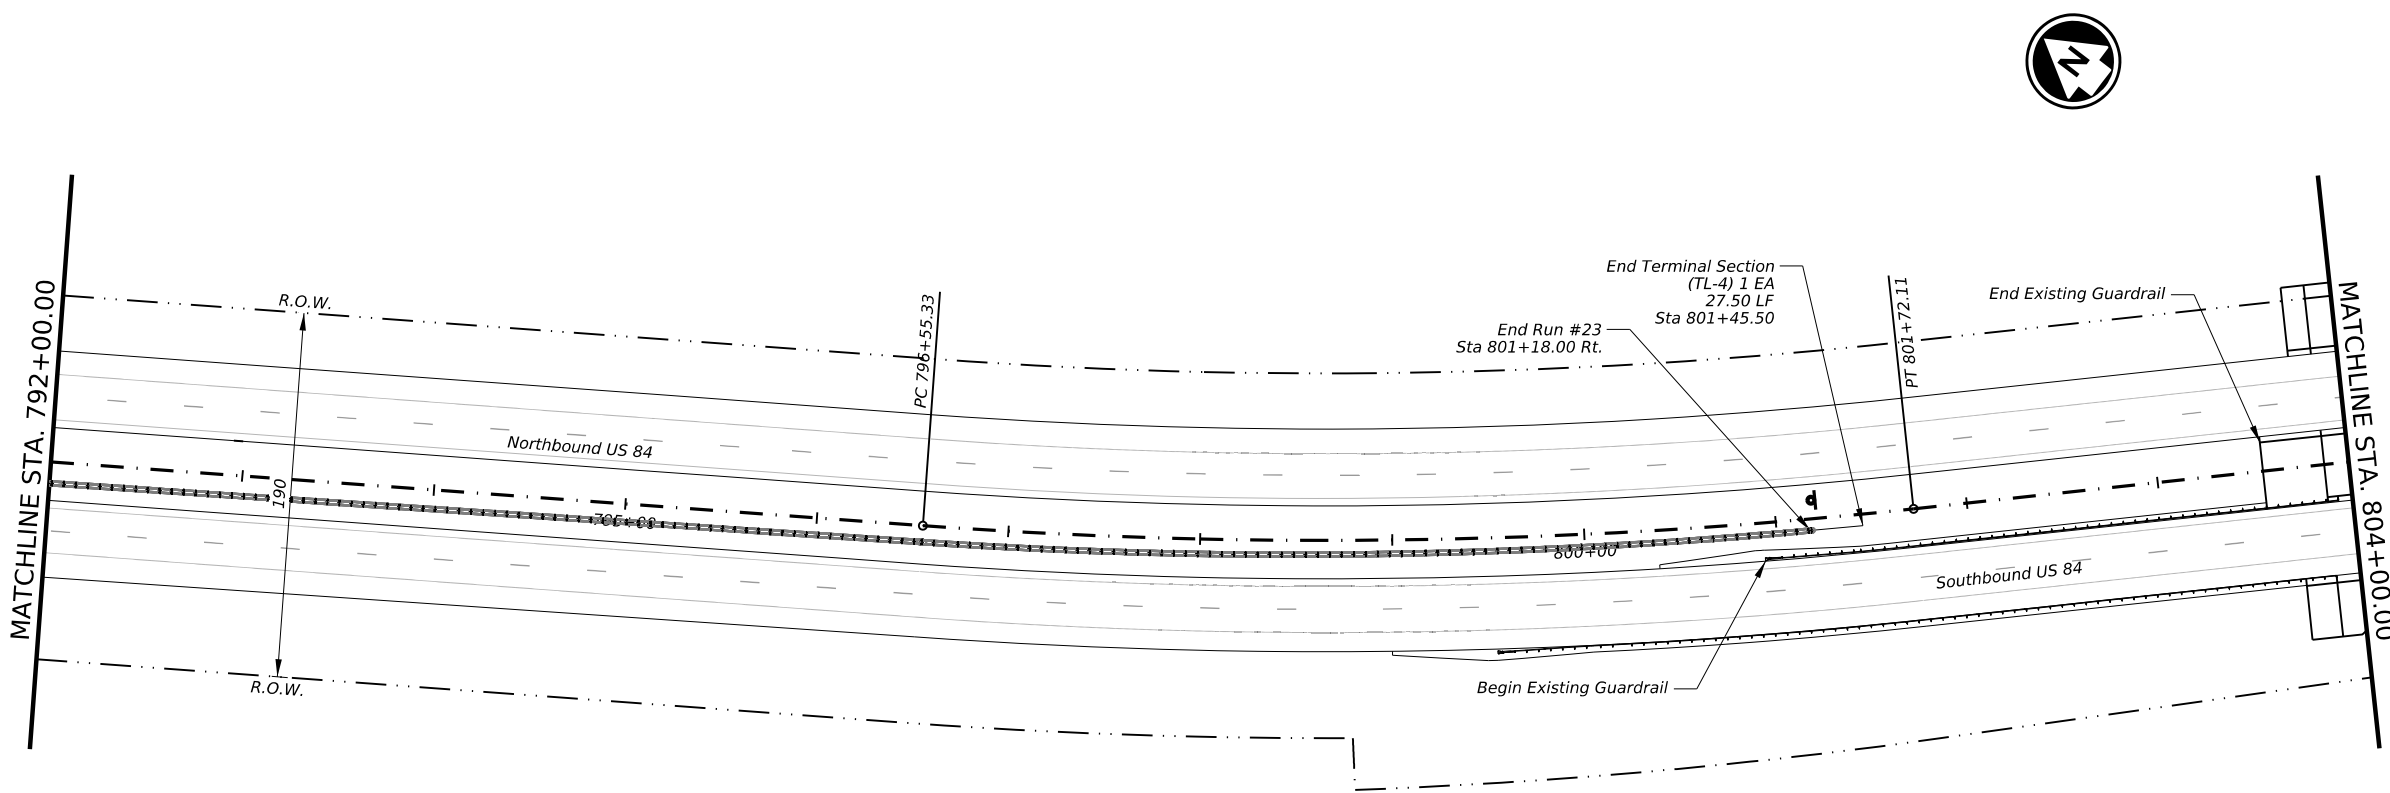 N
MATCHLINE STA. 792+00.00
R.O.W.
190
R.O.W.
Northbound US 84
795+00
PC 796+55.33
End Run #23
Sta 801+18.00 Rt.
End Terminal Section
(TL-4) 1 EA
27.50 LF
Sta 801+45.50
PT 801+72.11
End Existing Guardrail
800+00
Southbound US 84
Begin Existing Guardrail
MATCHLINE STA. 804+00.00